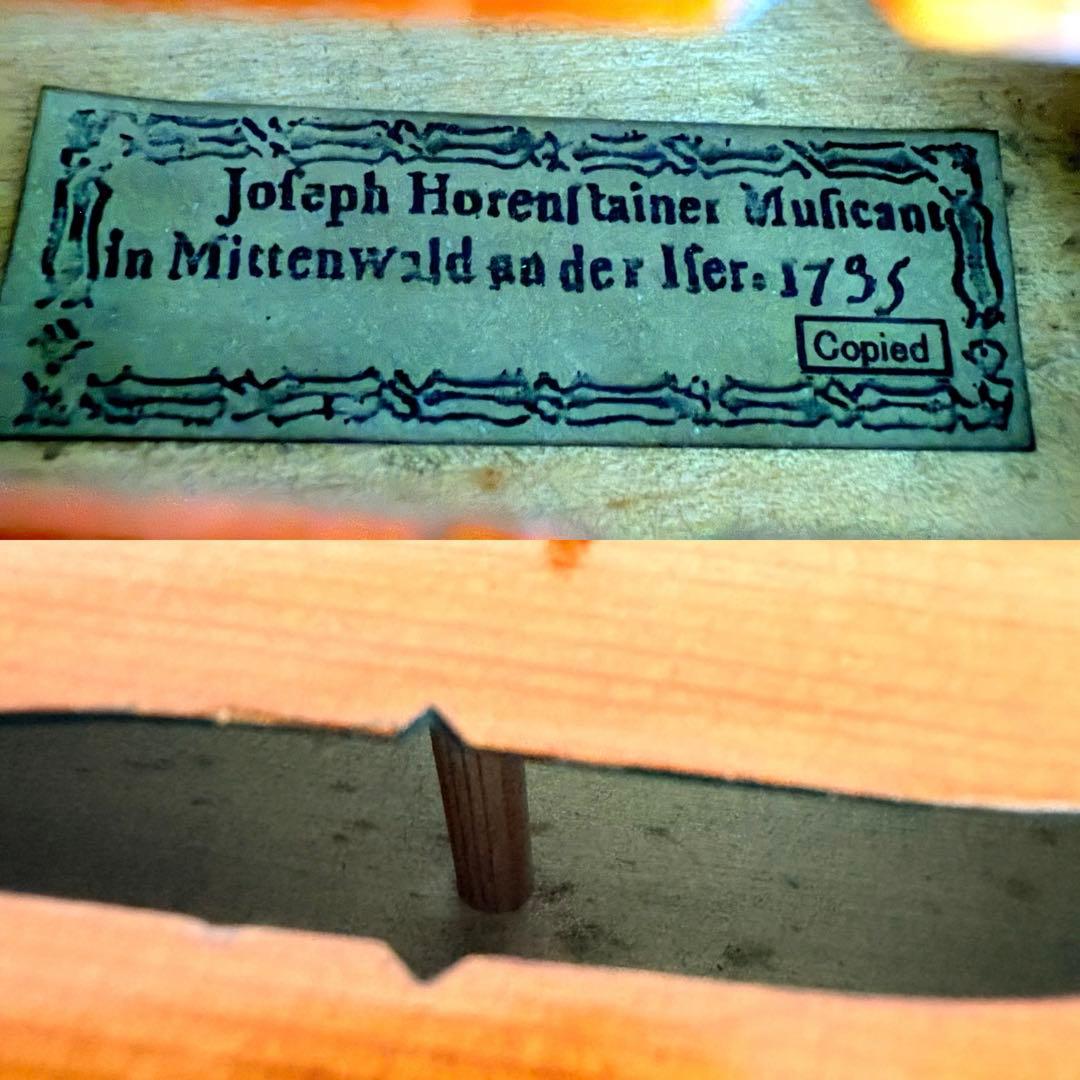 Joſeph Horenſtainer Muſicant
in Mittenwald an der Iſer. 1795
Copied